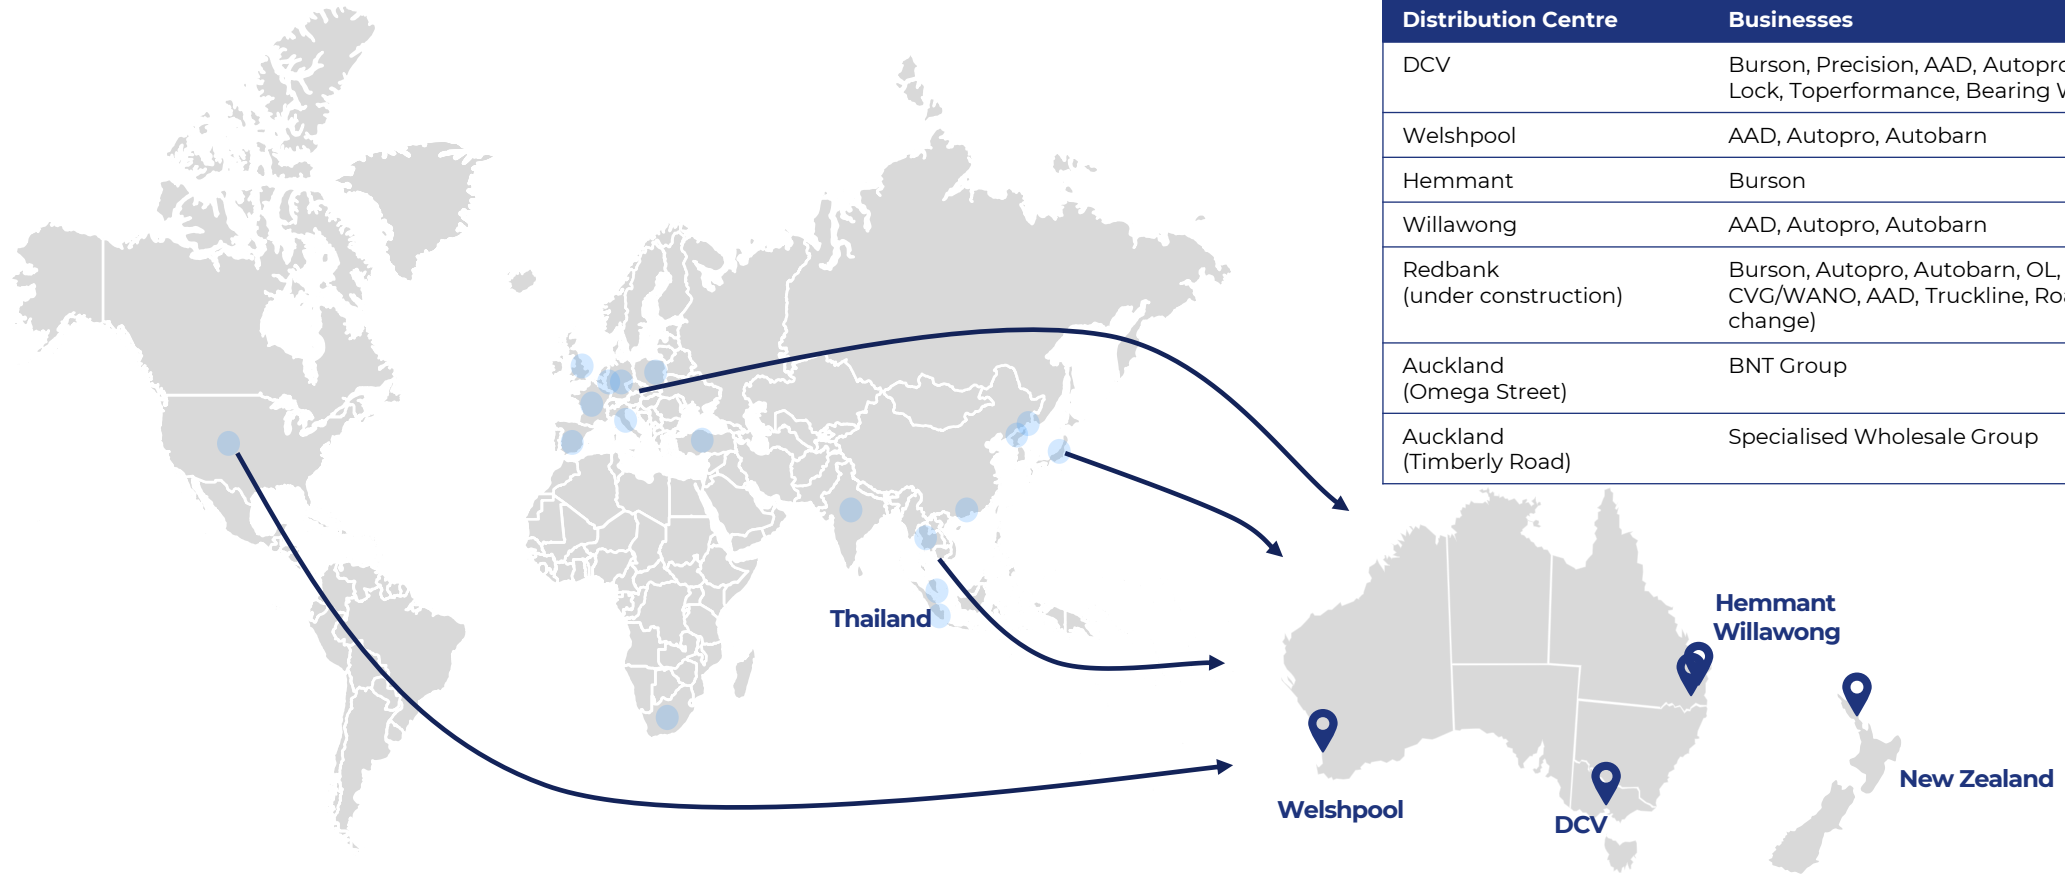 Distribution Centre Businesses
DCV Burson, Precision, AAD, Autopro
Lock, Toperformance, Bearing
Welshpool AAD, Autopro, Autobarn
Hemmant Burson
Willawong AAD, Autopro, Autobarn
Redbank Burson, Autopro, Autobarn, OL,
(under construction) CVG/WANO, AAD, Truckline,
change)
Auckland BNT Group
(Omega Street)
Auckland Specialised Wholesale Group
(Timberly Road)
Hemmant
Willawong
Thailand
New Zealand
Welshpool
DCV